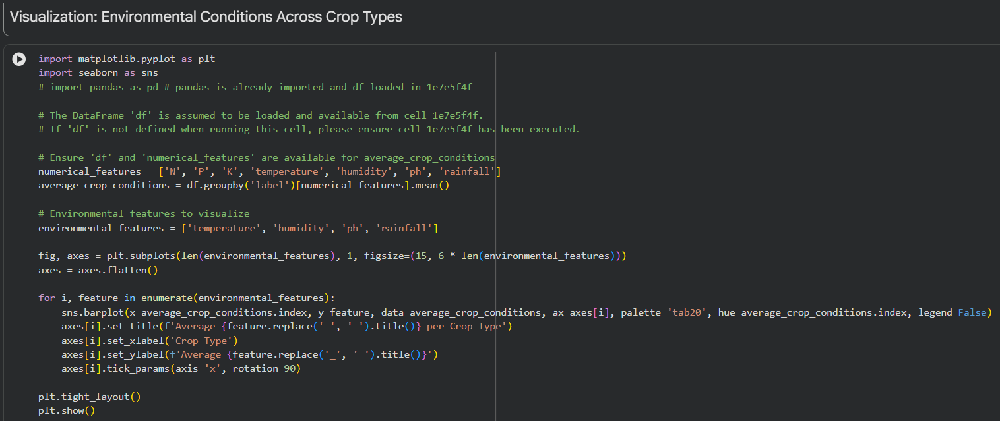 Visualization: Environmental Conditions Across Crop Types
import matplotlib.pyplot as plt
import seaborn as sns
# import pandas as pd # pandas is already imported and df loaded in 1e7e5f4f
# The DataFrame 'df' is assumed to be loaded and available from cell 1e7e5f4f.
# If 'df' is not defined when running this cell, please ensure cell 1e7e5f4f has been executed.
# Ensure 'df' and 'numerical_features' are available for average_crop_conditions
numerical_features = ['N', 'P', 'K', 'temperature', 'humidity', 'ph', 'rainfall']
average_crop_conditions = df.groupby('label')[numerical_features].mean()
# Environmental features to visualize
environmental_features = ['temperature', 'humidity', 'ph', 'rainfall']
fig, axes = plt.subplots(len(environmental_features), 1, figsize=(15, 6 * len(environmental_features)))
axes = axes.flatten()
for i, feature in enumerate(environmental_features):
    sns.barplot(x=average_crop_conditions.index, y=feature, data=average_crop_conditions, ax=axes[i], palette='tab20', hue=average_crop_conditions.index, legend=False)
    axes[i].set_title(f'Average {feature.replace('_', ' ').title()} per Crop Type')
    axes[i].set_xlabel('Crop Type')
    axes[i].set_ylabel(f'Average {feature.replace('_', ' ').title()}')
    axes[i].tick_params(axis='x', rotation=90)
plt.tight_layout()
plt.show()